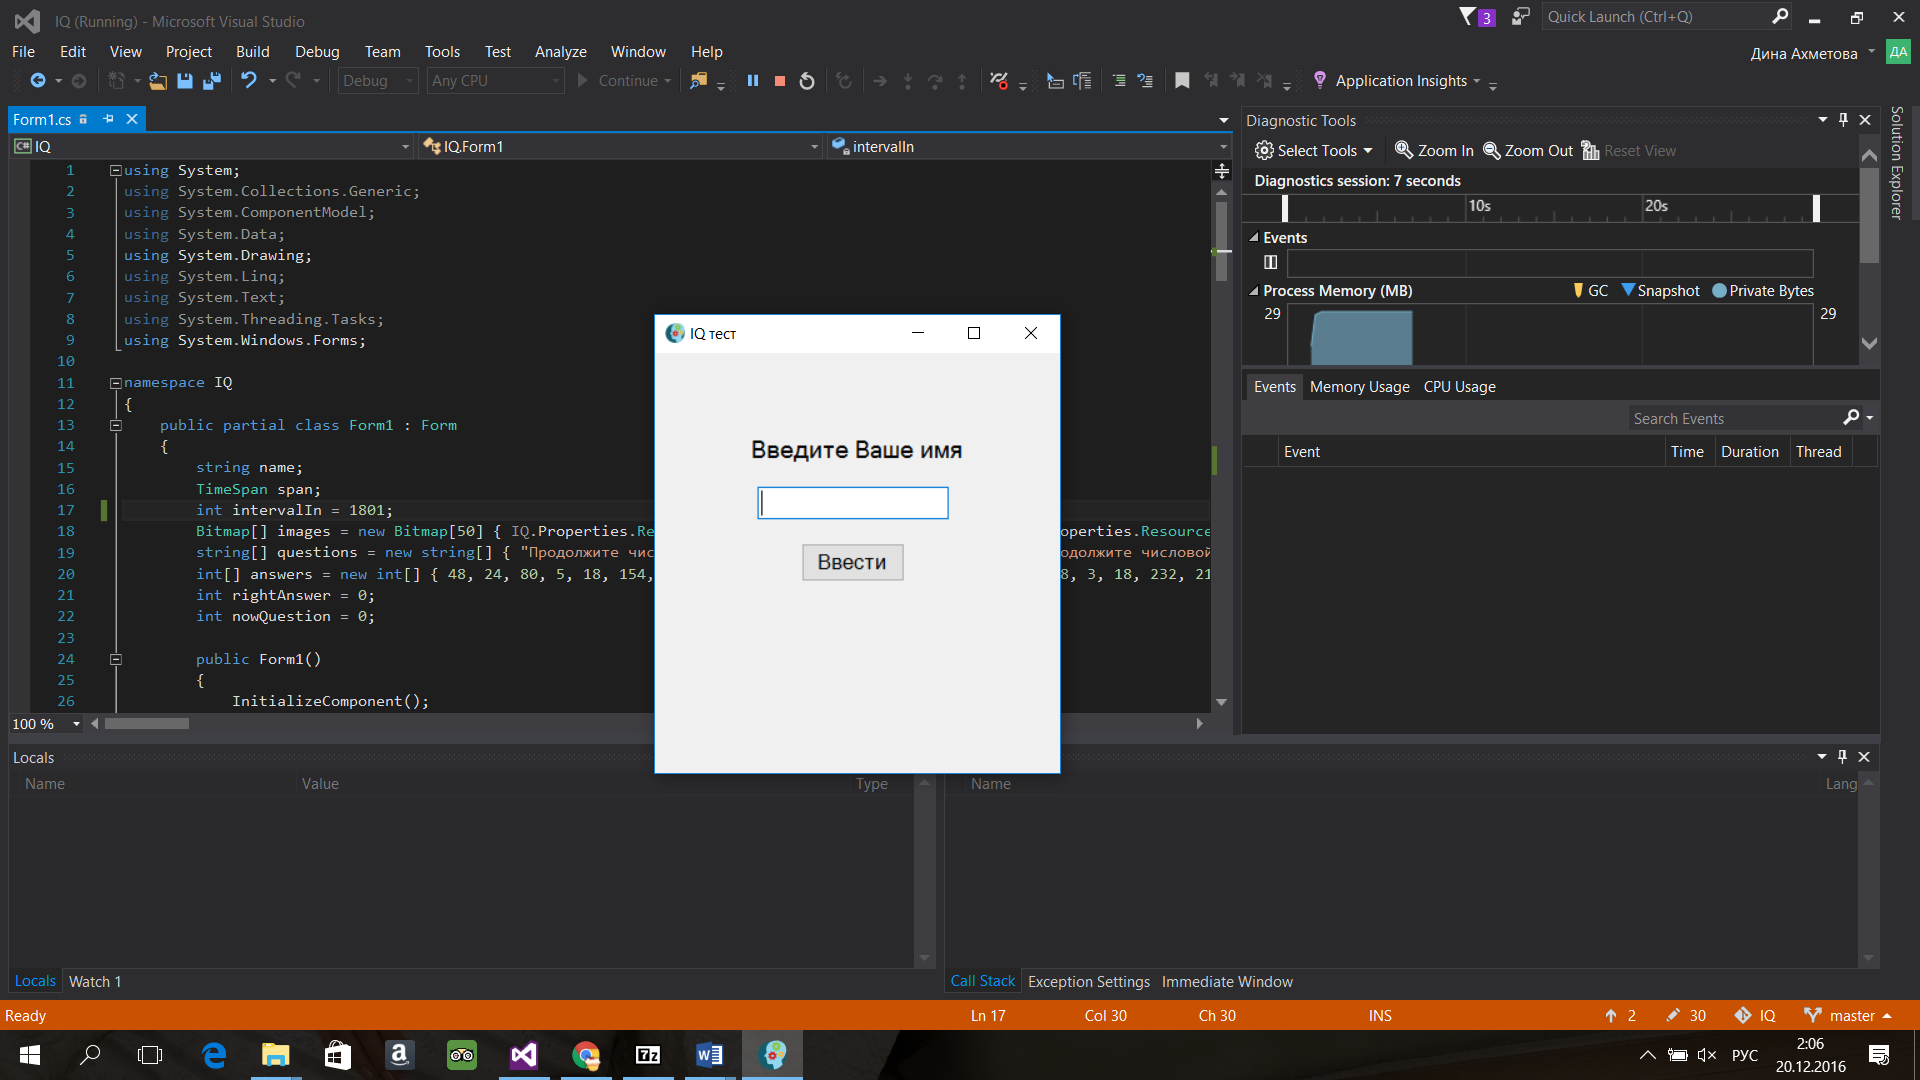 IQ (Running) - Microsoft Visual Studio
3
Quick Launch (Ctrl+Q)
File Edit View Project Build Debug Team Tools Test Analyze Window Help
Дина Ахметова
ДА
Debug Any CPU Continue Application Insights
Form1.cs
C# IQ IQ.Form1 intervalIn
1 using System;
2 using System.Collections.Generic;
3 using System.ComponentModel;
4 using System.Data;
5 using System.Drawing;
6 using System.Linq;
7 using System.Text;
8 using System.Threading.Tasks;
9 using System.Windows.Forms;
10
11 namespace IQ
12 {
13 public partial class Form1 : Form
14 {
15 string name;
16 TimeSpan span;
17 int intervalIn = 1801;
18 Bitmap[] images = new Bitmap[50] { IQ.Properties.Re operties.Resource
19 string[] questions = new string[] { "Продолжите чис одолжите числовой
20 int[] answers = new int[] { 48, 24, 80, 5, 18, 154, 8, 3, 18, 232, 21
21 int rightAnswer = 0;
22 int nowQuestion = 0;
23
24 public Form1()
25 {
26 InitializeComponent();
100 %
IQ тест
Введите Ваше имя
Ввести
Diagnostic Tools
Select Tools Zoom In Zoom Out Reset View
Diagnostics session: 7 seconds
10s 20s
Events
Process Memory (MB) GC Snapshot Private Bytes
29 29
Events Memory Usage CPU Usage
Search Events
Event Time Duration Thread
Solution Explorer
Locals
Name Value Type
Name Lang
Locals Watch 1
Call Stack Exception Settings Immediate Window
Ready Ln 17 Col 30 Ch 30 INS 2 30 IQ master
a
7z
РУС
2:06
20.12.2016